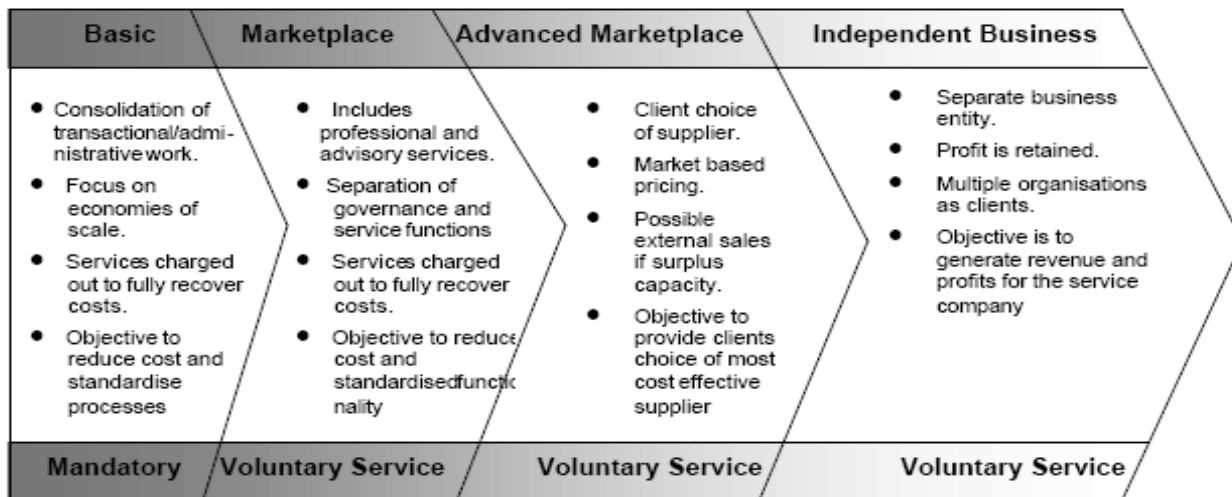 Basic
Marketplace
Advanced Marketplace
Independent Business
● Consolidation of
transactional/admi-
nistrative work.
● Focus on
economies of
scale.
● Services charged
out to fully recover
costs.
● Objective to
reduce cost and
standardise
processes
● Includes
professional and
advisory services.
● Separation of
governance and
service functions
● Services charged
out to fully recover
costs.
● Objective to reduce
cost and
standardisedfunctio
nality
● Client choice
of supplier.
● Market based
pricing.
● Possible
external sales
if surplus
capacity.
● Objective to
provide clients
choice of most
cost effective
supplier
● Separate business
entity.
● Profit is retained.
● Multiple organisations
as clients.
● Objective is to
generate revenue and
profits for the service
company
Mandatory
Voluntary Service
Voluntary Service
Voluntary Service